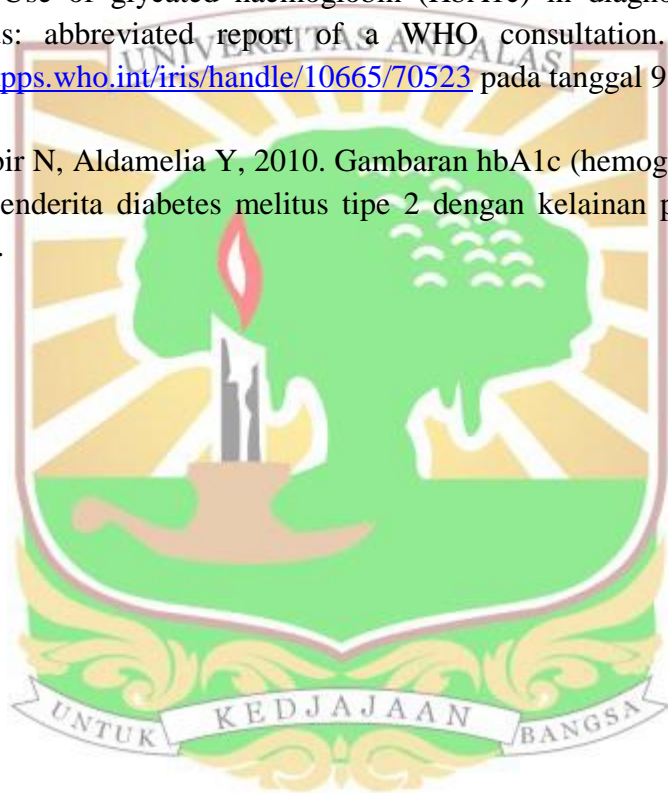 Use of glycated haemoglobin (HbA1c) in diagno
s: abbreviated report of a WHO consultation.
UNIVERSITAS ANDALAS
pps.who.int/iris/handle/10665/70523 pada tanggal 9
ir N, Aldamelia Y, 2010. Gambaran hbA1c (hemog
enderita diabetes melitus tipe 2 dengan kelainan p
.
UNTUK KEDJAJAAN BANGSA